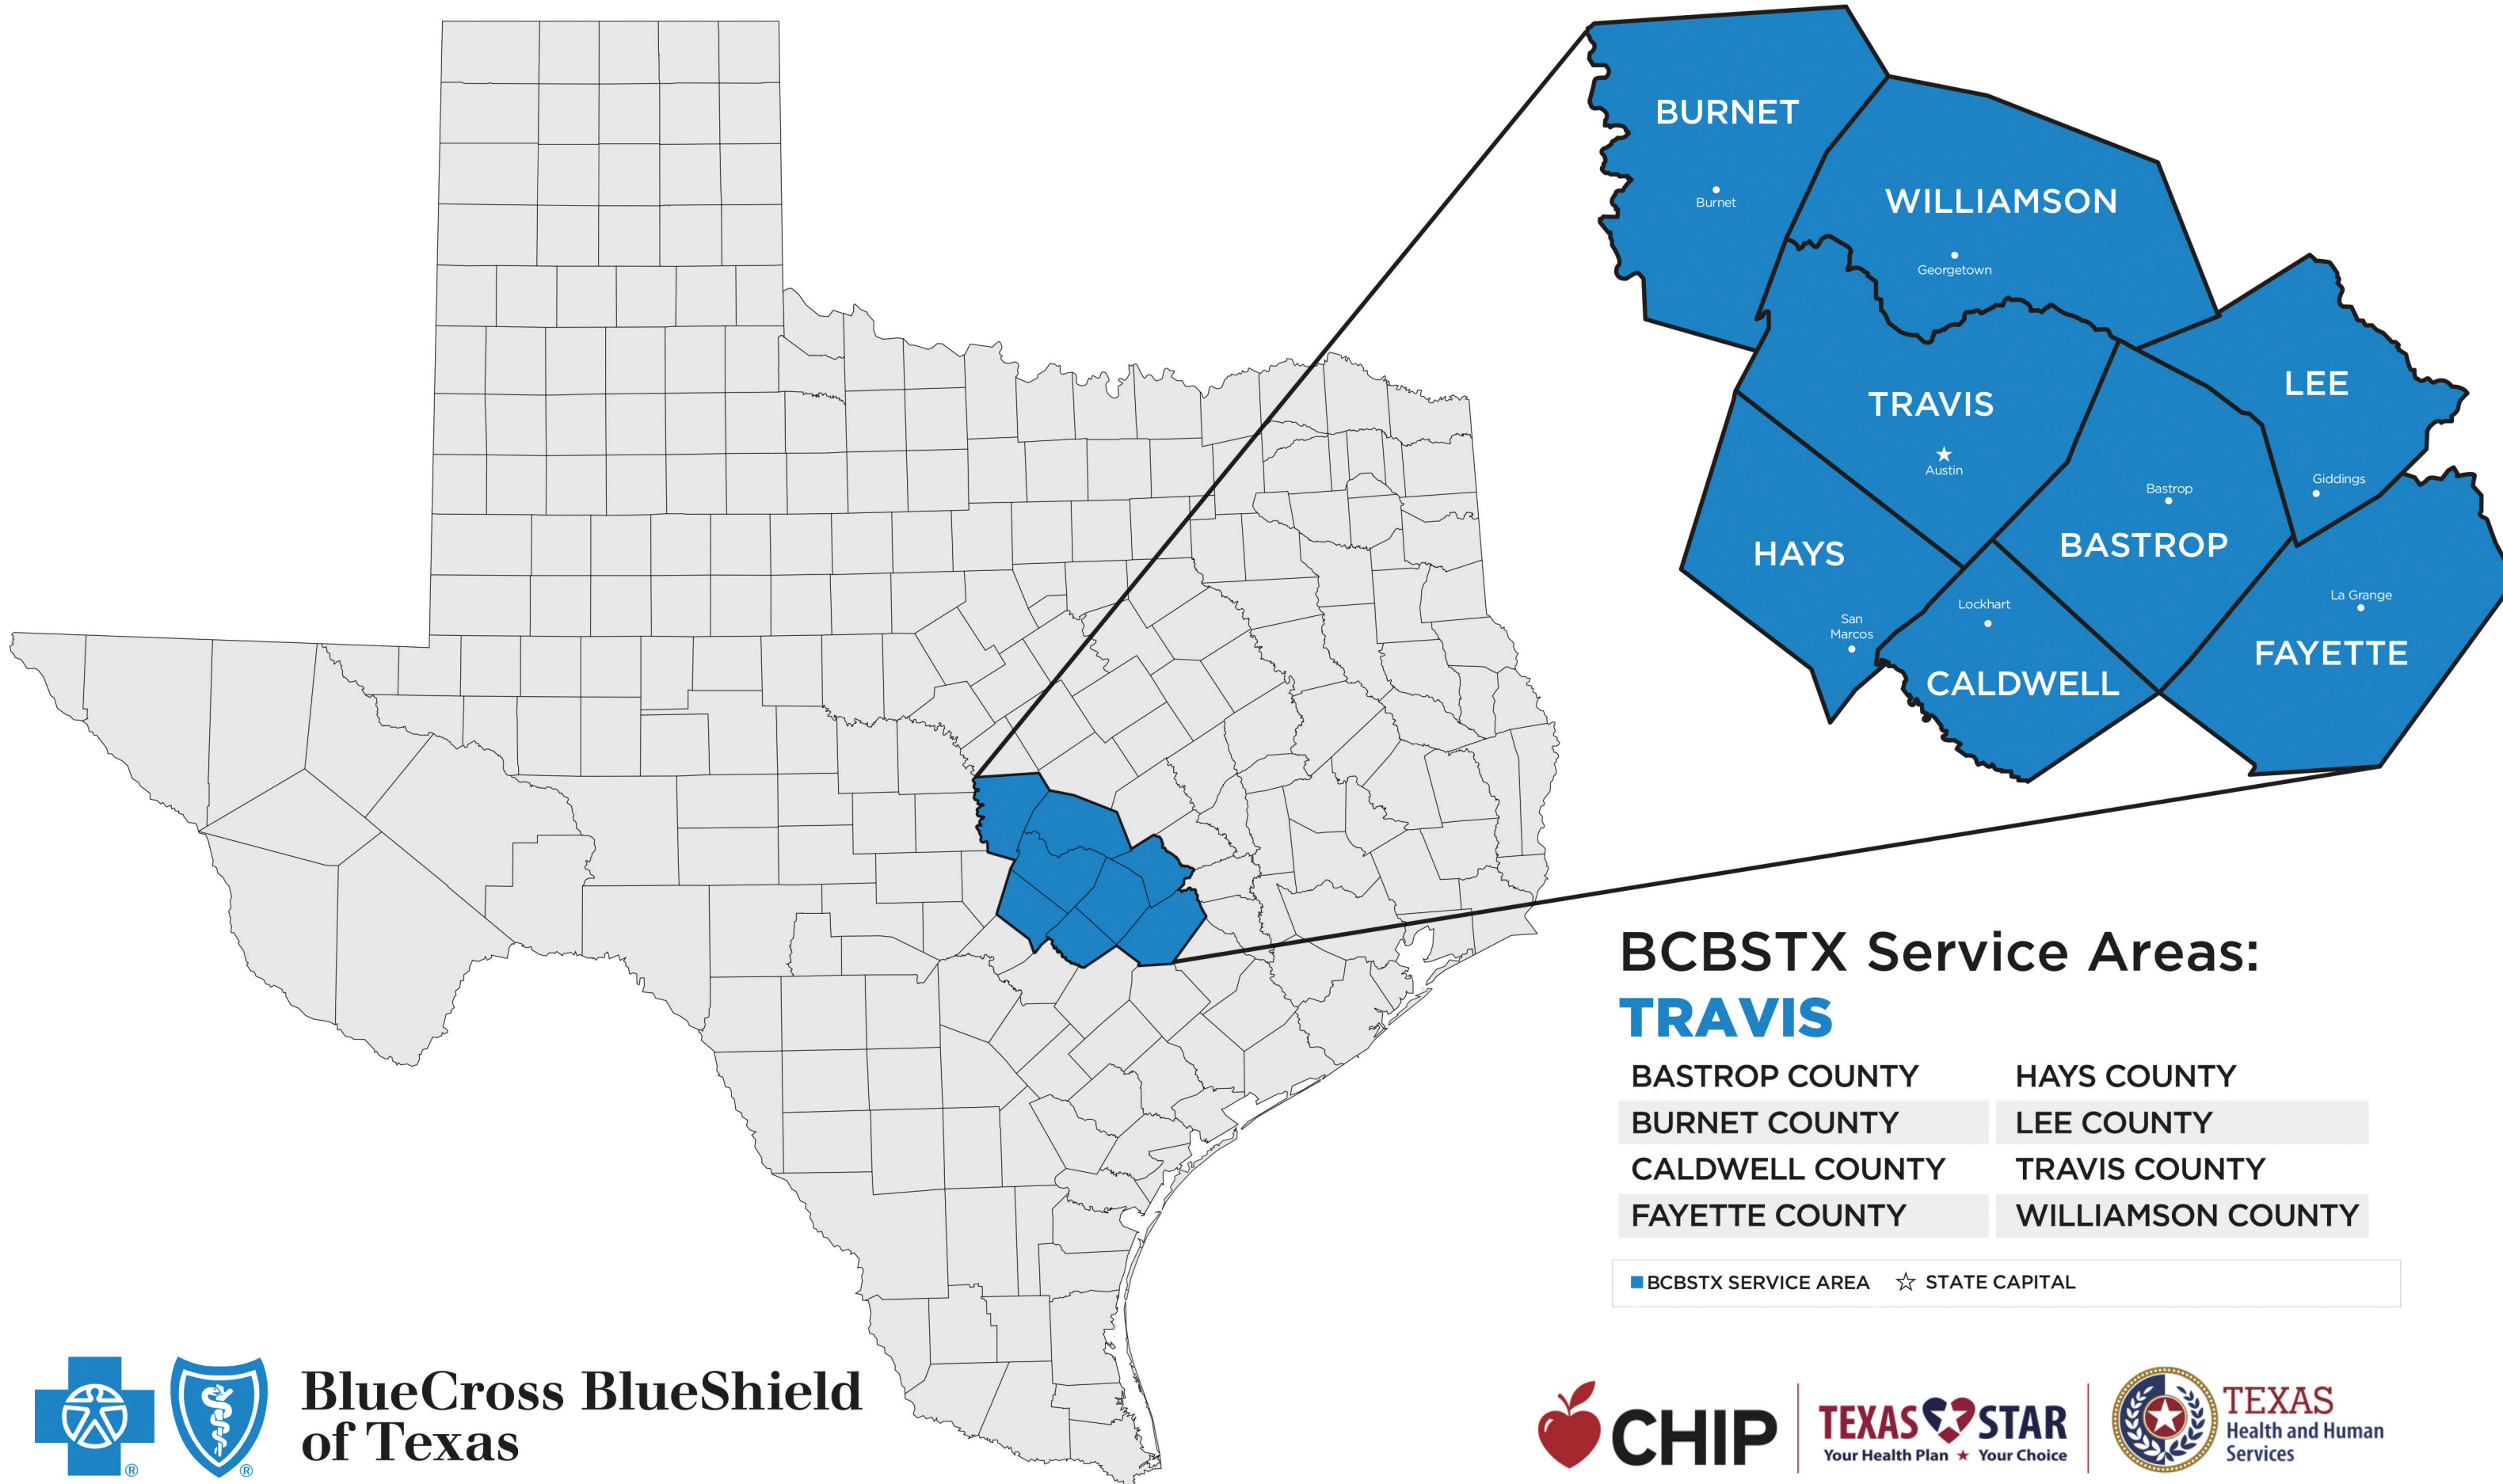 BURNET
Burnet
WILLIAMSON
Georgetown
LEE
Giddings
TRAVIS
Austin
Bastrop
BASTROP
HAYS
San
Marcos
Lockhart
CALDWELL
La Grange
FAYETTE
BCBSTX Service Areas:
TRAVIS
BASTROP COUNTY HAYS COUNTY
BURNET COUNTY LEE COUNTY
CALDWELL COUNTY TRAVIS COUNTY
FAYETTE COUNTY WILLIAMSON COUNTY
BCBSTX SERVICE AREA ☆ STATE CAPITAL
® ® BlueCross BlueShield
of Texas
CHIP
TEXAS STAR
Your Health Plan ★ Your Choice
TEXAS
Health and Human
Services